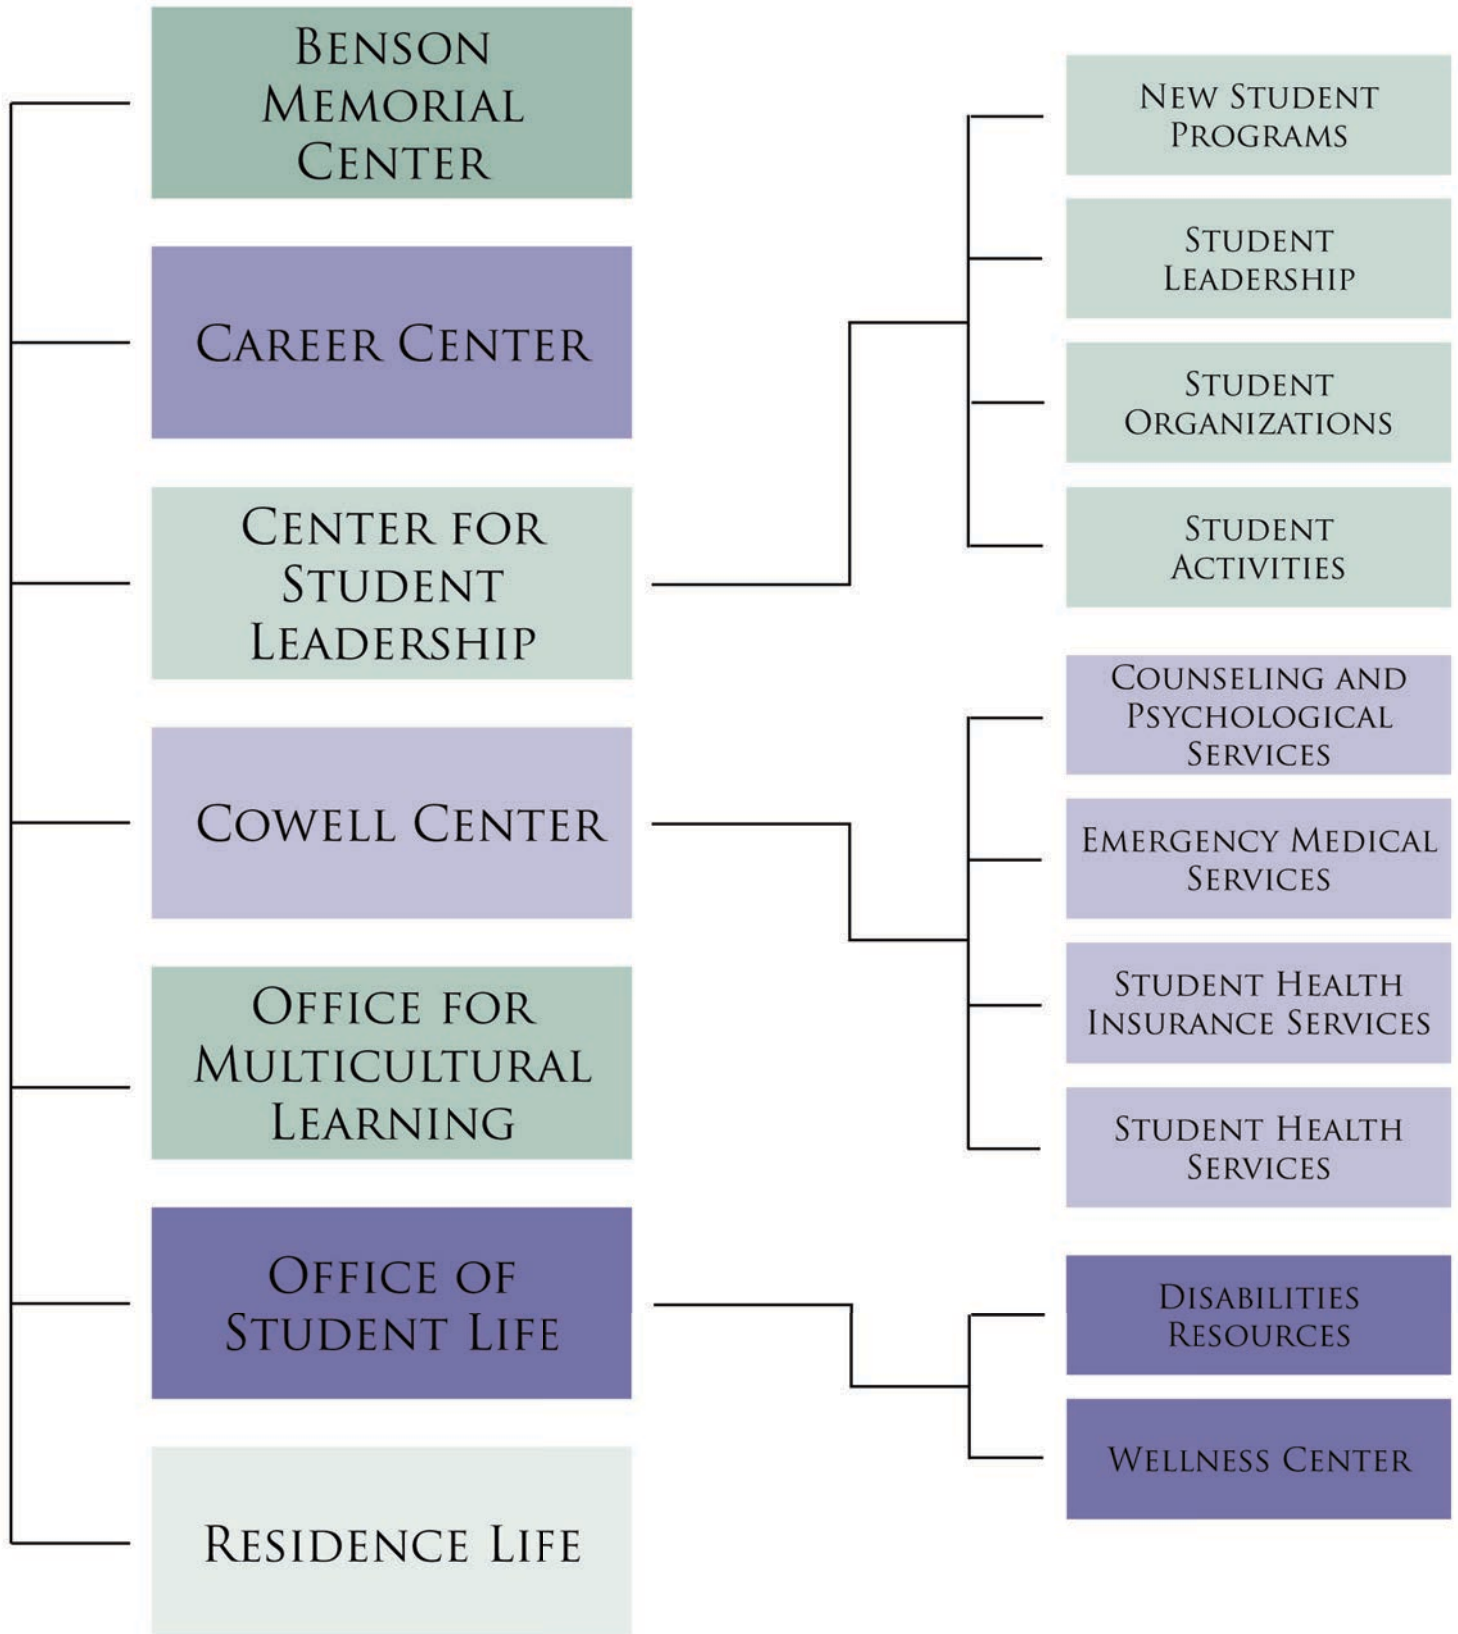 Benson
Memorial
Center
Career Center
Center for
Student
Leadership
Cowell Center
Office for
Multicultural
Learning
Office of
Student Life
Residence Life
New Student
Programs
Student
Leadership
Student
Organizations
Student
Activities
Counseling and
Psychological
Services
Emergency Medical
Services
Student Health
Insurance Services
Student Health
Services
Disabilities
Resources
Wellness Center